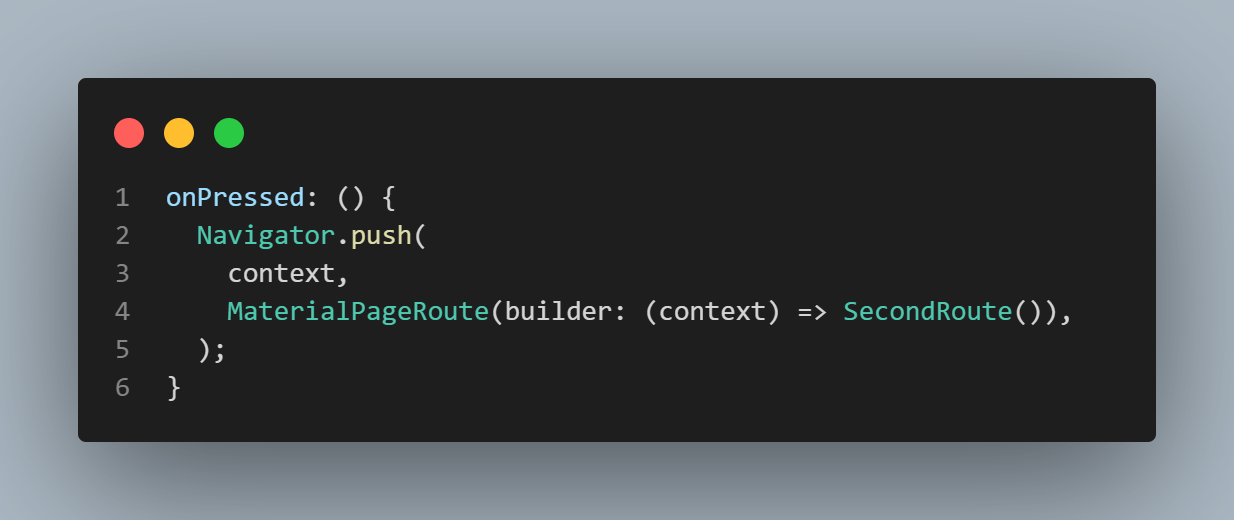 1 onPressed: () {
2   Navigator.push(
3     context,
4     MaterialPageRoute(builder: (context) => SecondRoute()),
5   );
6 }